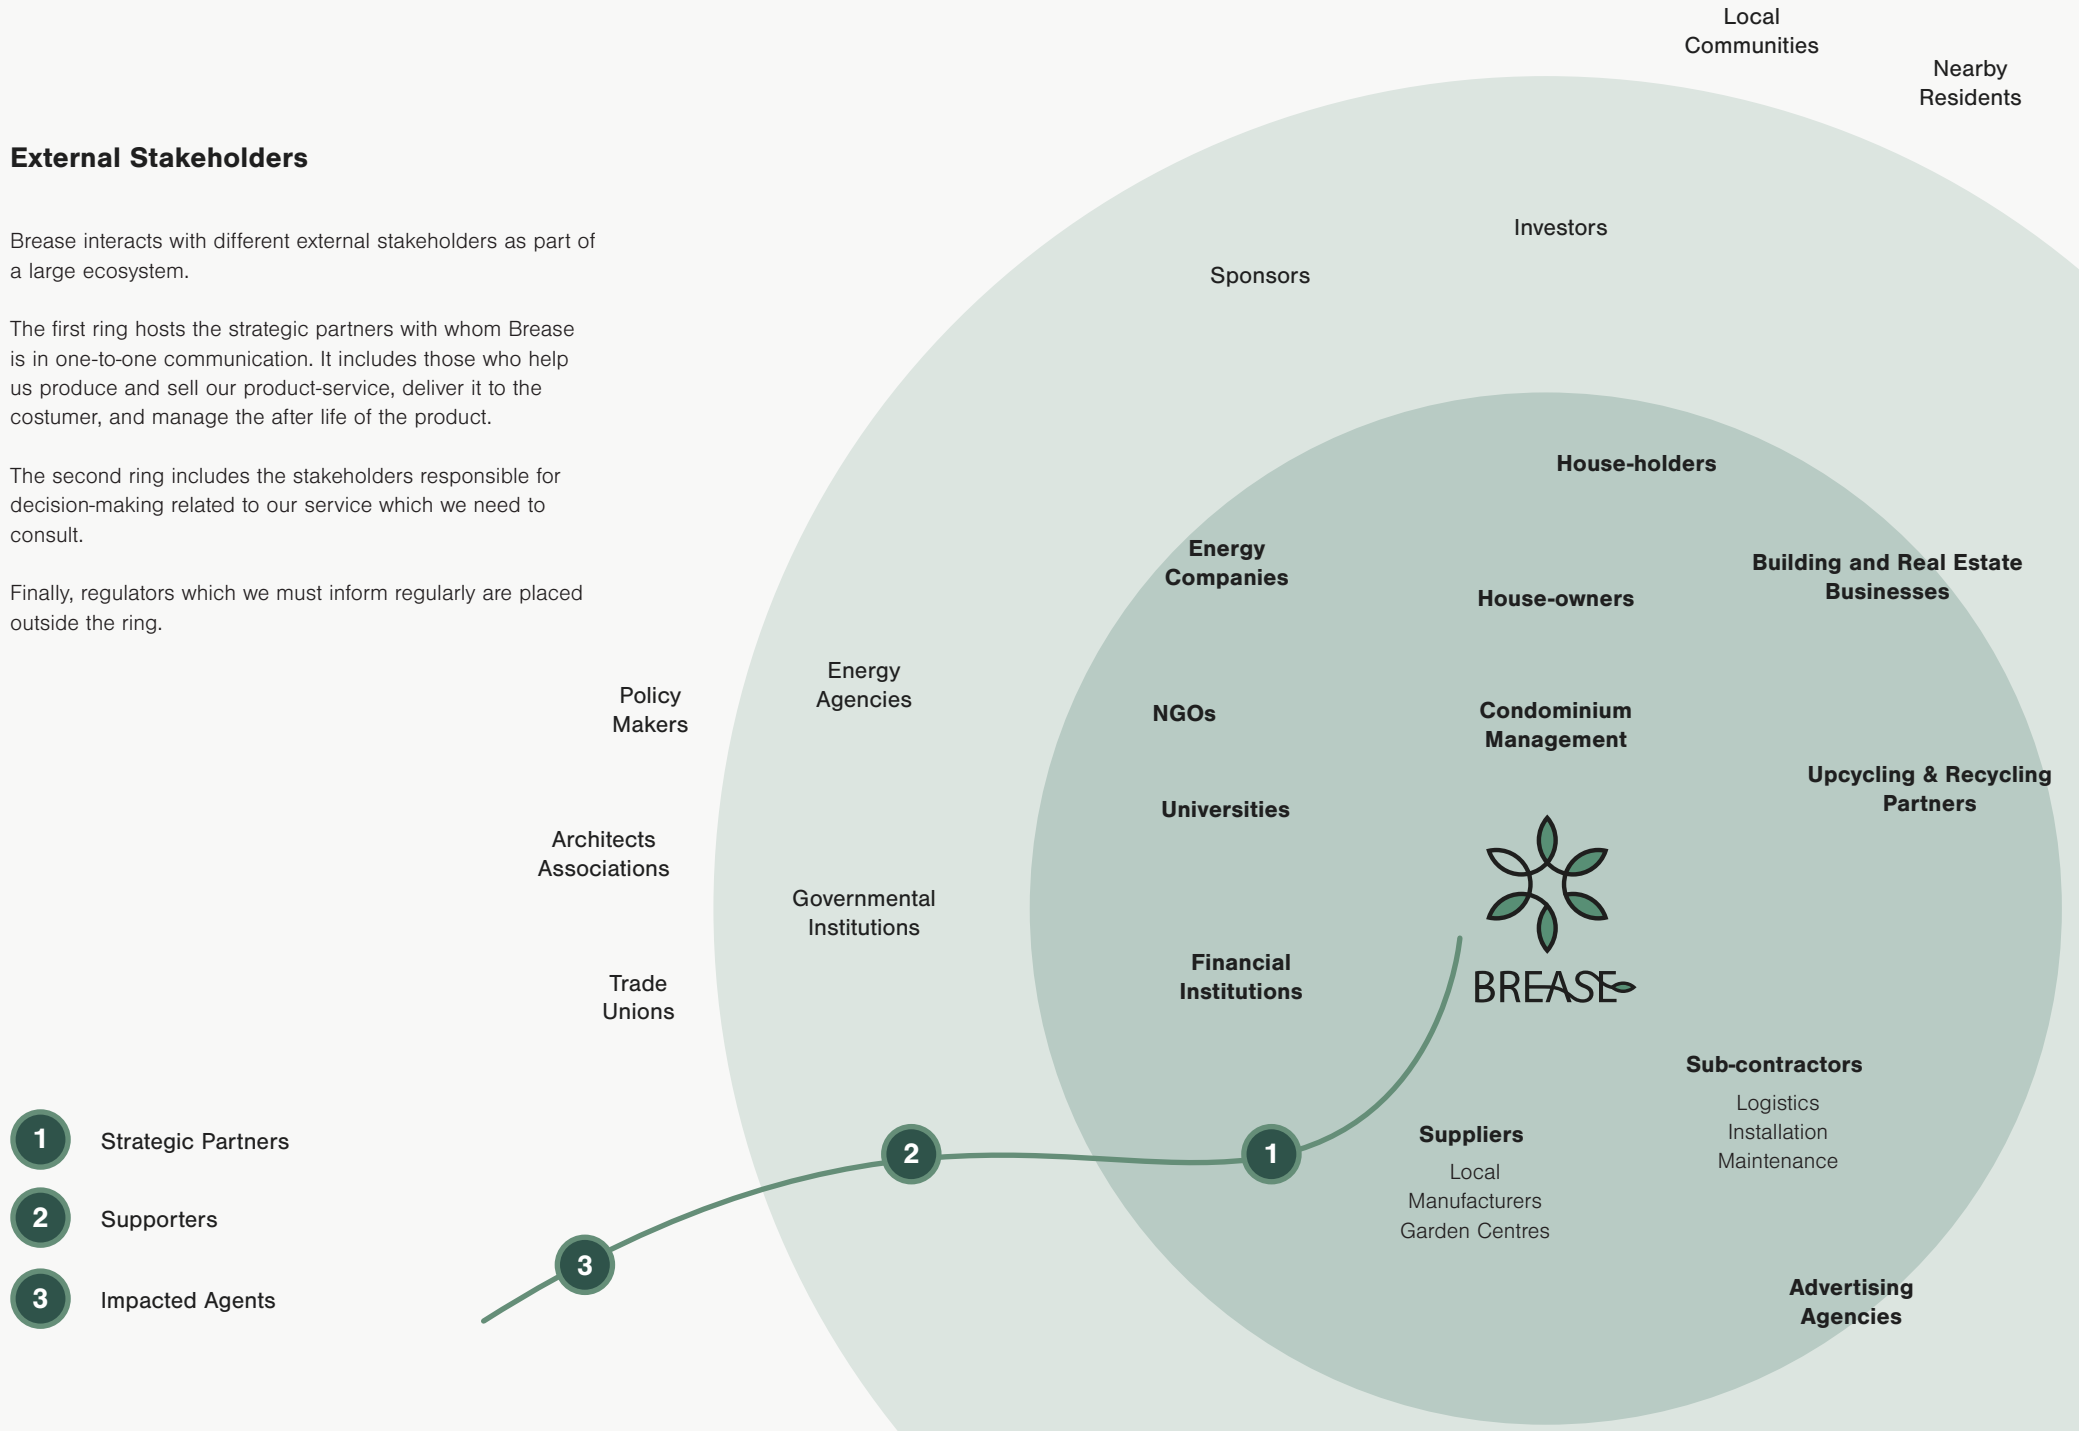 External Stakeholders
Brease interacts with different external stakeholders as part of
a large ecosystem.
The first ring hosts the strategic partners with whom Brease
is in one-to-one communication. It includes those who help
us produce and sell our product-service, deliver it to the
costumer, and manage the after life of the product.
The second ring includes the stakeholders responsible for
decision-making related to our service which we need to
consult.
Finally, regulators which we must inform regularly are placed
outside the ring.
1
Strategic Partners
2
Supporters
3
Impacted Agents
Local
Communities
Nearby
Residents
Investors
Sponsors
House-holders
Energy
Companies
Building and Real Estate
Businesses
House-owners
Energy
Agencies
Policy
Makers
NGOs
Condominium
Management
Upcycling & Recycling
Partners
Universities
Architects
Associations
Governmental
Institutions
Financial
Institutions
BREASE
Trade
Unions
Sub-contractors
Logistics
Installation
Maintenance
Suppliers
Local
Manufacturers
Garden Centres
1
2
3
Advertising
Agencies